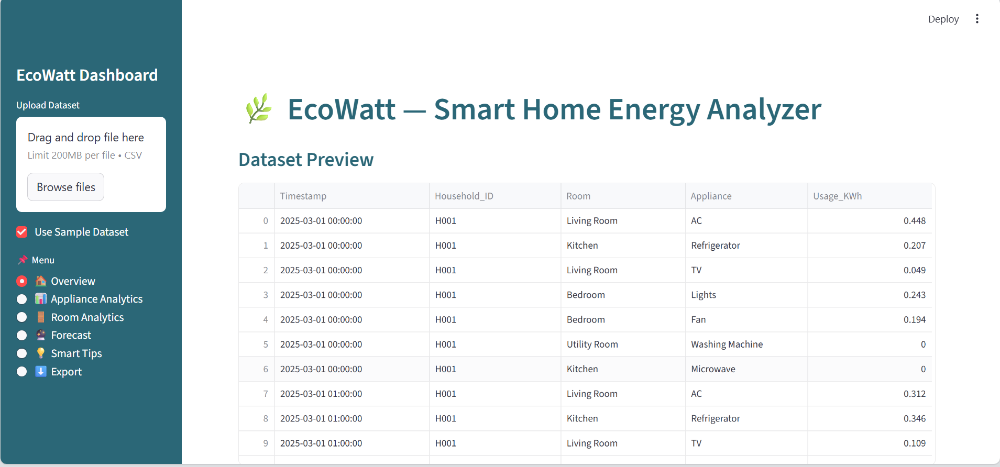 Deploy
EcoWatt Dashboard
Upload Dataset
Drag and drop file here
Limit 200MB per file • CSV
Browse files
Use Sample Dataset
Menu
Overview
Appliance Analytics
Room Analytics
Forecast
Smart Tips
Export
EcoWatt — Smart Home Energy Analyzer
Dataset Preview
Timestamp Household_ID Room Appliance Usage_KWh
0 2025-03-01 00:00:00 H001 Living Room AC 0.448
1 2025-03-01 00:00:00 H001 Kitchen Refrigerator 0.207
2 2025-03-01 00:00:00 H001 Living Room TV 0.049
3 2025-03-01 00:00:00 H001 Bedroom Lights 0.243
4 2025-03-01 00:00:00 H001 Bedroom Fan 0.194
5 2025-03-01 00:00:00 H001 Utility Room Washing Machine 0
6 2025-03-01 00:00:00 H001 Kitchen Microwave 0
7 2025-03-01 01:00:00 H001 Living Room AC 0.312
8 2025-03-01 01:00:00 H001 Kitchen Refrigerator 0.346
9 2025-03-01 01:00:00 H001 Living Room TV 0.109